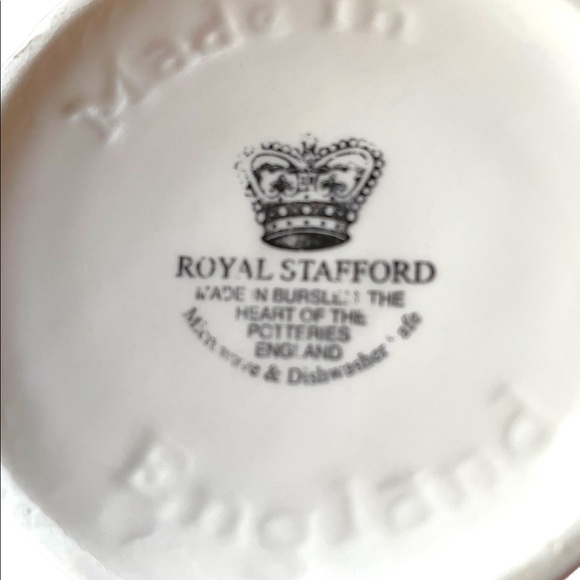 Made In
ROYAL STAFFORD
MADE IN BURSLEM THE
HEART OF THE
POTTERIES
ENGLAND
Microwave & Dishwasher Safe
England